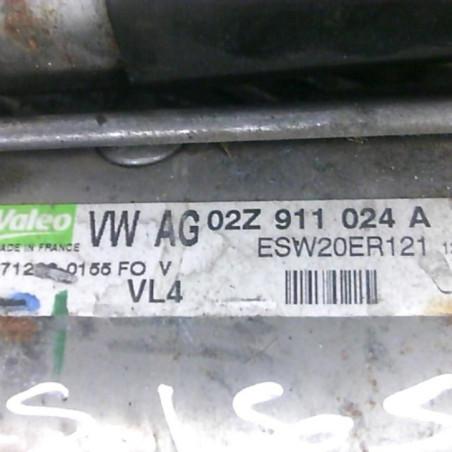 Valeo VW AG 02Z 911 024 A
MADE IN FRANCE ESW20ER121
0155 FO V
VL4